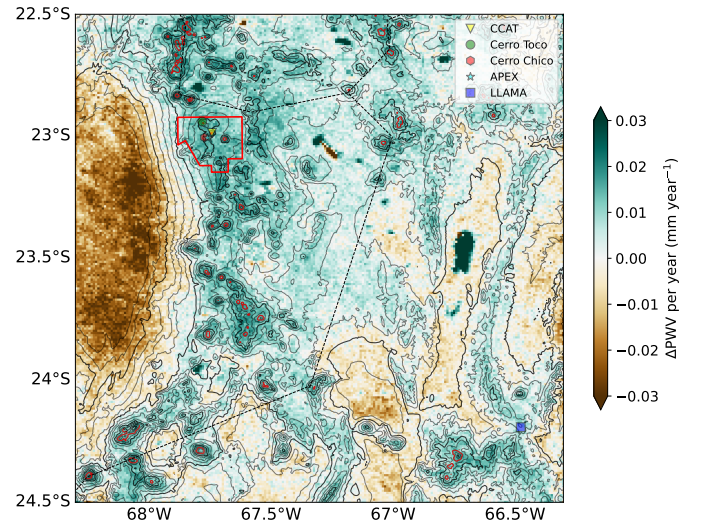 22.5°S
23°S
23.5°S
24°S
24.5°S
68°W
67.5°W
67°W
66.5°W
CCAT
Cerro Toco
Cerro Chico
APEX
LLAMA
0.03
0.02
0.01
0.00
−0.01
−0.02
−0.03
ΔPWV per year (mm year⁻¹)